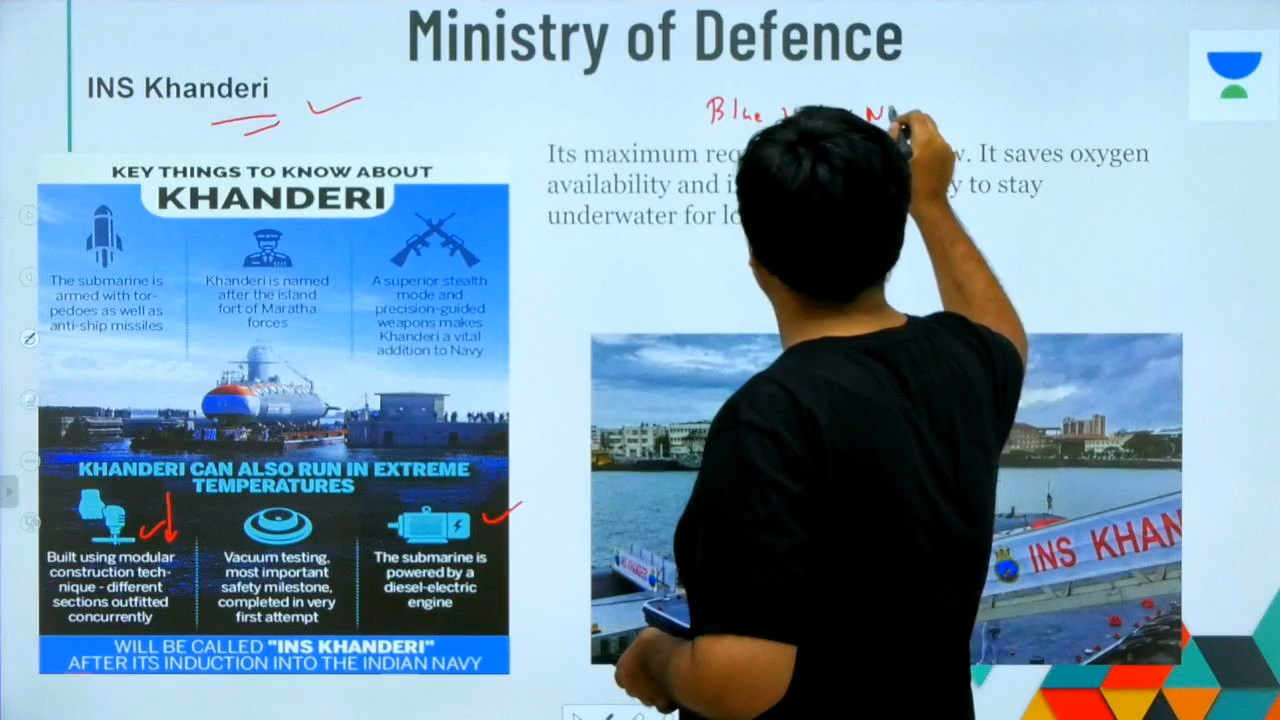 Ministry of Defence
INS Khanderi
Blue N
Its maximum req w. It saves oxygen
availability and i y to stay
underwater for lo
KEY THINGS TO KNOW ABOUT
KHANDERI
The submarine is
armed with tor-
pedoes as well as
anti-ship missiles
Khanderi is named
after the island
fort of Maratha
forces
A superior stealth
mode and
precision-guided
weapons makes
Khanderi a vital
addition to Navy
KHANDERI CAN ALSO RUN IN EXTREME
TEMPERATURES
Built using modular
construction tech-
nique - different
sections outfitted
concurrently
Vacuum testing,
most important
safety milestone,
completed in very
first attempt
The submarine is
powered by a
diesel-electric
engine
WILL BE CALLED "INS KHANDERI"
AFTER ITS INDUCTION INTO THE INDIAN NAVY
INS KHANDERI
INS KHAN